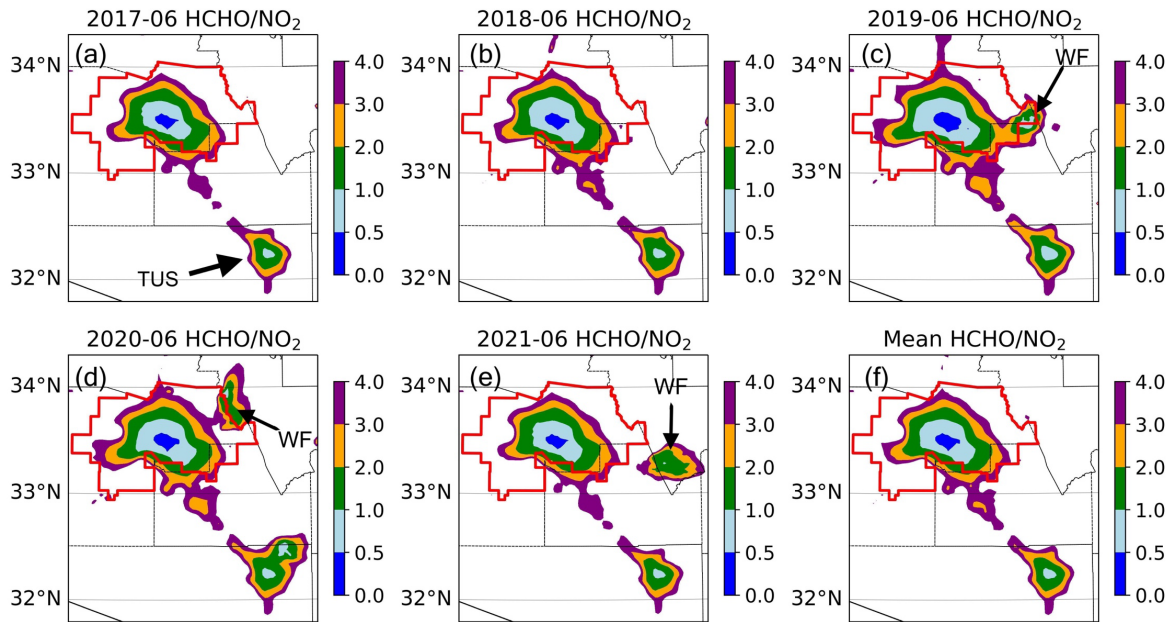 2017-06 HCHO/NO₂
2018-06 HCHO/NO₂
2019-06 HCHO/NO₂
(a)
(b)
(c)
WF
34°N
33°N
32°N
TUS
4.0
3.0
2.0
1.0
0.5
0.0
34°N
33°N
32°N
4.0
3.0
2.0
1.0
0.5
0.0
34°N
33°N
32°N
4.0
3.0
2.0
1.0
0.5
0.0
2020-06 HCHO/NO₂
2021-06 HCHO/NO₂
Mean HCHO/NO₂
(d)
(e)
(f)
WF
WF
34°N
33°N
32°N
4.0
3.0
2.0
1.0
0.5
0.0
34°N
33°N
32°N
4.0
3.0
2.0
1.0
0.5
0.0
34°N
33°N
32°N
4.0
3.0
2.0
1.0
0.5
0.0